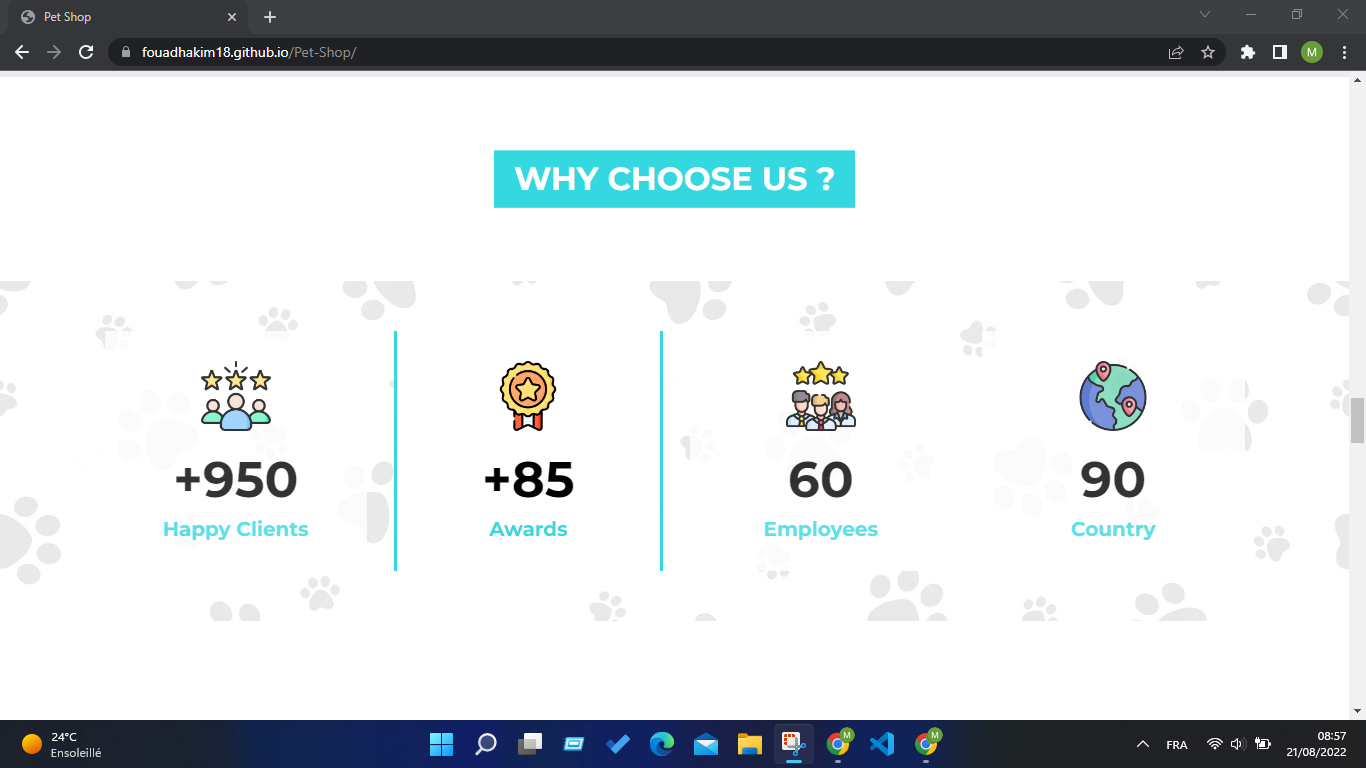 Pet Shop
fouadhakim18.github.io/Pet-Shop/
M
WHY CHOOSE US ?
+950
Happy Clients
+85
Awards
60
Employees
90
Country
24°C
Ensoleillé
M
M
FRA
08:57
21/08/2022